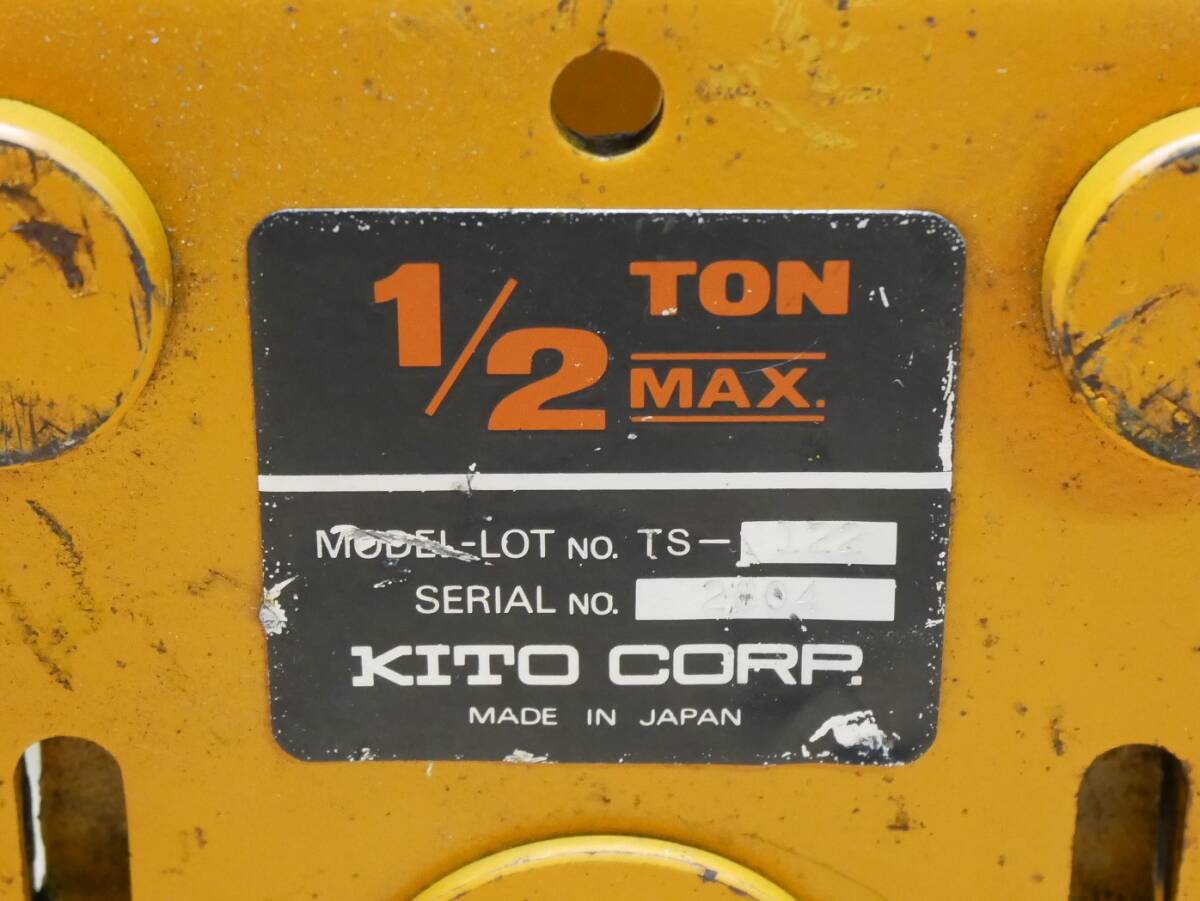 1/2 TON
MAX.
MODEL-LOT NO. TS-
SERIAL NO.
KITO CORP.
MADE IN JAPAN